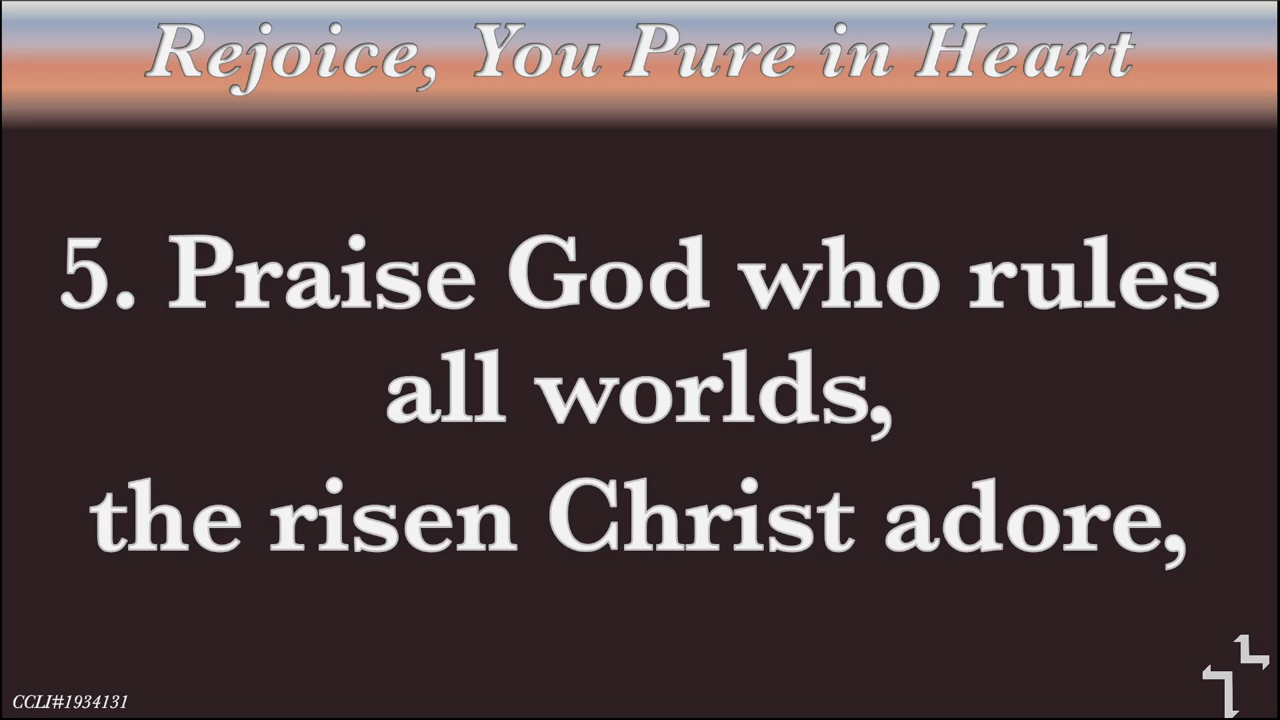 Rejoice, You Pure in Heart
5. Praise God who rules
all worlds,
the risen Christ adore,
CCLI#1934131